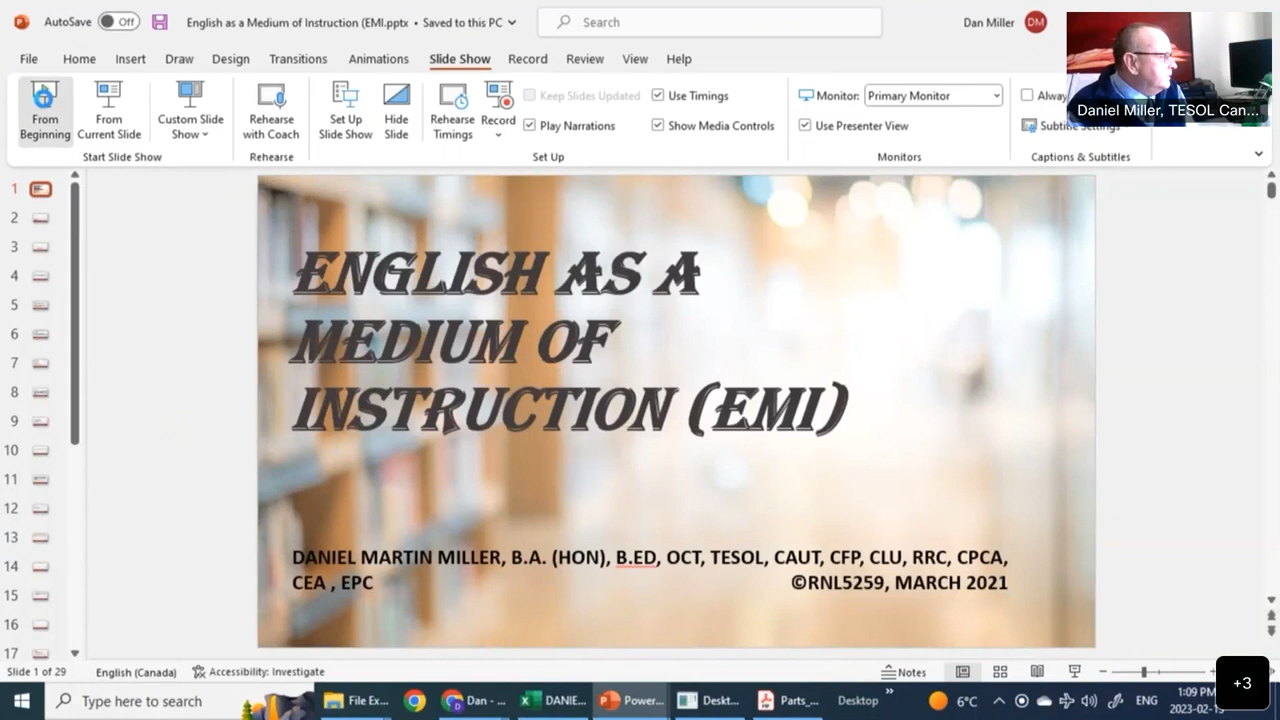 AutoSave Off English as a Medium of Instruction (EMI.pptx • Saved to this PC Search Dan Miller DM
File Home Insert Draw Design Transitions Animations Slide Show Record Review View Help
From Beginning
From Current Slide
Custom Slide Show
Start Slide Show
Rehearse with Coach
Rehearse
Set Up Slide Show
Hide Slide
Rehearse Timings
Record
Keep Slides Updated
Play Narrations
Use Timings
Show Media Controls
Set Up
Monitor: Primary Monitor
Use Presenter View
Monitors
Subtitle Settings
Captions & Subtitles
Daniel Miller, TESOL Can...
1
2
3
4
5
6
7
8
9
10
11
12
13
14
15
16
17
ENGLISH AS A
MEDIUM OF
INSTRUCTION (EMI)
DANIEL MARTIN MILLER, B.A. (HON), B.ED, OCT, TESOL, CAUT, CFP, CLU, RRC, CPCA,
CEA , EPC ©RNL5259, MARCH 2021
Slide 1 of 29 English (Canada) Accessibility: Investigate Notes
+3
Type here to search File Ex... Dan - ... DANIE... Power... Deskt... Parts_... Desktop 6°C ENG 1:09 PM